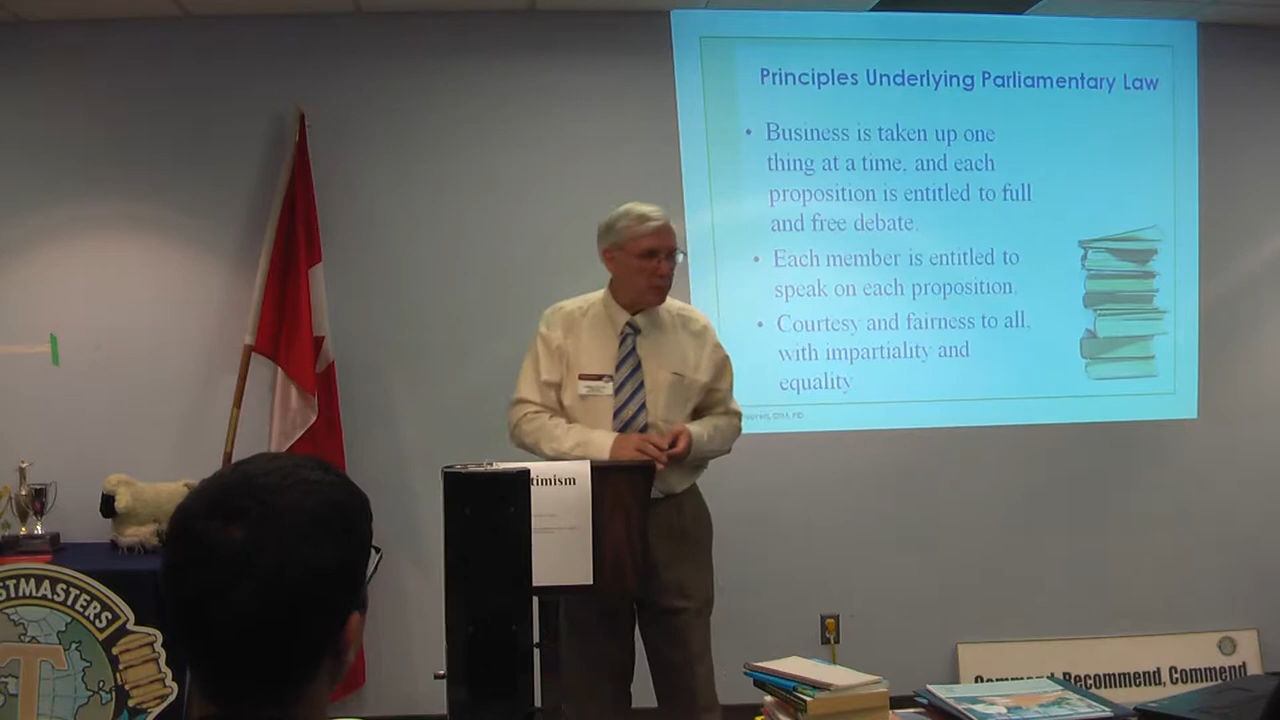 Principles Underlying Parliamentary Law
• Business is taken up one
thing at a time, and each
proposition is entitled to full
and free debate.
• Each member is entitled to
speak on each proposition.
• Courtesy and fairness to all,
with impartiality and
equality
timism
STMASTERS
Recommend, Commend